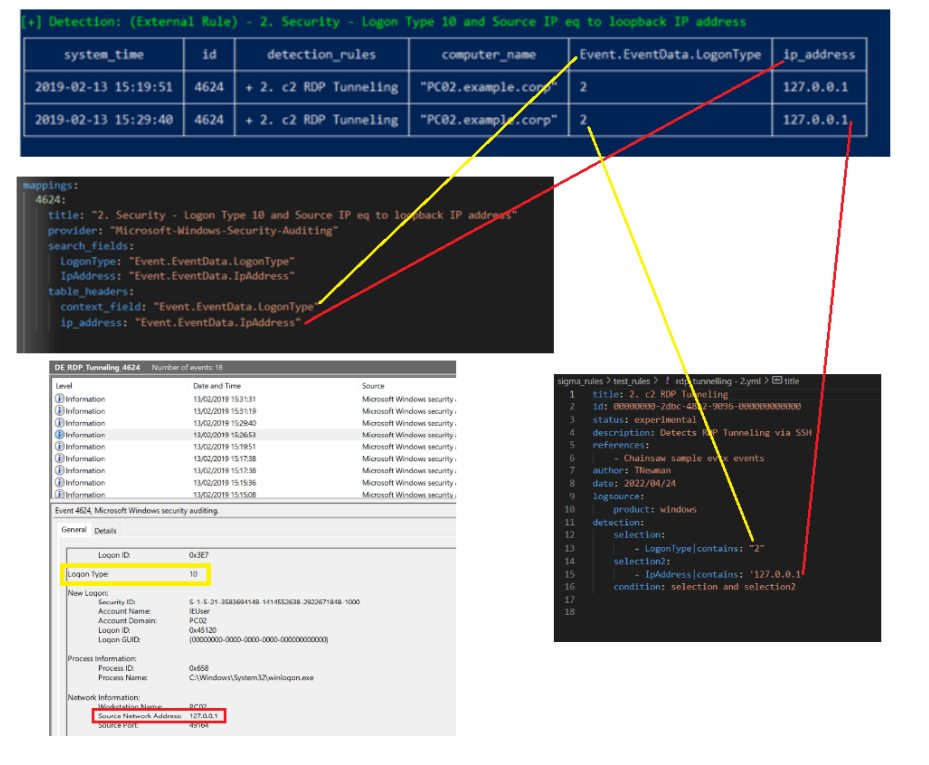 [+] Detection: (External Rule) - 2. Security - Logon Type 10 and Source IP eq to loopback IP address
system_time id detection_rules computer_name Event.EventData.LogonType ip_address
2019-02-13 15:19:51 4624 + 2. c2 RDP Tunneling "PC02.example.corp" 2 127.0.0.1
2019-02-13 15:29:40 4624 + 2. c2 RDP Tunneling "PC02.example.corp" 2 127.0.0.1
mappings:
4624:
title: "2. Security - Logon Type 10 and Source IP eq to loopback IP address"
provider: "Microsoft-Windows-Security-Auditing"
search_fields:
LogonType: "Event.EventData.LogonType"
IpAddress: "Event.EventData.IpAddress"
table_headers:
context_field: "Event.EventData.LogonType"
ip_address: "Event.EventData.IpAddress"
DE_RDP_Tunneling_4624 Number of events: 18
Level Date and Time Source
Information 13/02/2019 15:31:31 Microsoft Windows security
Information 13/02/2019 15:31:19 Microsoft Windows security
Information 13/02/2019 15:29:40 Microsoft Windows security
Information 13/02/2019 15:26:53 Microsoft Windows security
Information 13/02/2019 15:19:51 Microsoft Windows security
Information 13/02/2019 15:17:38 Microsoft Windows security
Information 13/02/2019 15:17:38 Microsoft Windows security
Information 13/02/2019 15:15:36 Microsoft Windows security
Information 13/02/2019 15:15:08 Microsoft Windows security
Event 4624, Microsoft Windows security auditing.
General Details
Logon ID: 0x3E7
Logon Type: 10
New Logon:
Security ID: S-1-5-21-3583694148-1414552638-2922671848-1000
Account Name: IEUser
Account Domain: PC02
Logon ID: 0x45120
Logon GUID: {00000000-0000-0000-0000-000000000000}
Process Information:
Process ID: 0x658
Process Name: C:\Windows\System32\winlogon.exe
Network Information:
Workstation Name: PC02
Source Network Address: 127.0.0.1
Source Port: 49164
sigma_rules > test_rules > ! rdp tunnelling - 2.yml > title
1 title: 2. c2 RDP Tunneling
2 id: 00000000-2dbc-4802-9096-000000000000
3 status: experimental
4 description: Detects RDP Tunneling via SSH
5 references:
6 - Chainsaw sample evtx events
7 author: TNewman
8 date: 2022/04/24
9 logsource:
10 product: windows
11 detection:
12 selection:
13 - LogonType|contains: "2"
14 selection2:
15 - IpAddress|contains: '127.0.0.1'
16 condition: selection and selection2
17
18